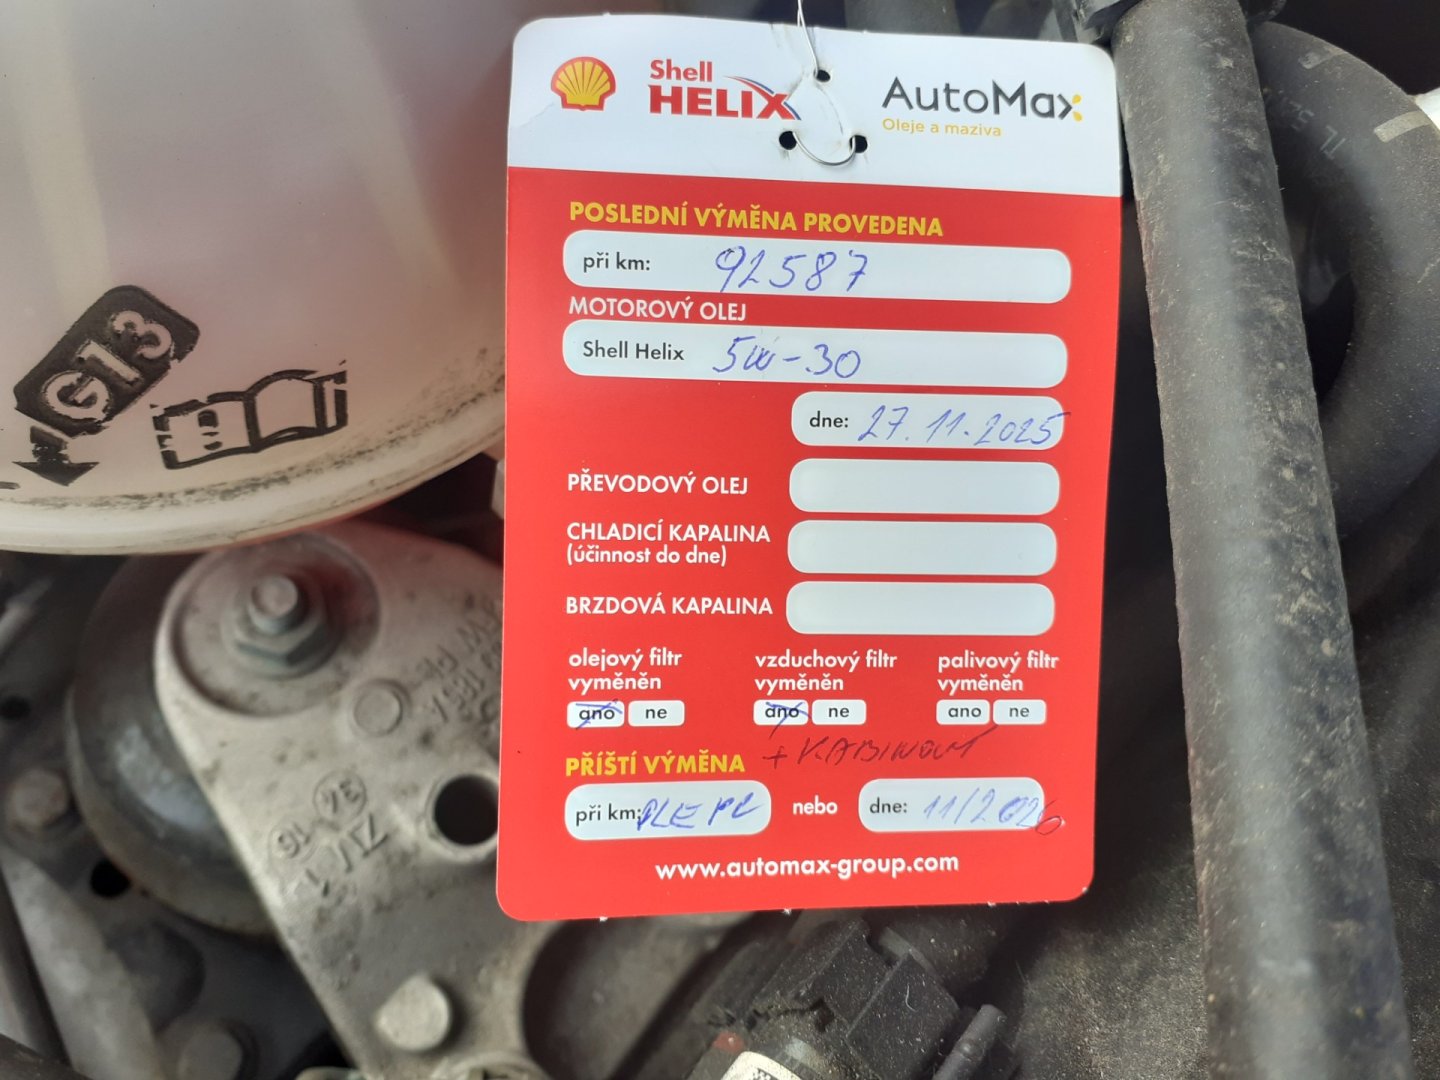 Shell
HELIX
AutoMax
Oleje a maziva
POSLEDNÍ VÝMĚNA PROVEDENA
při km: 92587
MOTOROVÝ OLEJ
Shell Helix 5W-30
dne: 27.11.2025
PŘEVODOVÝ OLEJ
CHLADICÍ KAPALINA
(účinnost do dne)
BRZDOVÁ KAPALINA
olejový filtr
vyměněn
ano ne
vzduchový filtr
vyměněn
ano ne
palivový filtr
vyměněn
ano ne
+ KABINOVÝ
PŘÍŠTÍ VÝMĚNA
při km: nebo dne: 11/2026
www.automax-group.com
G13